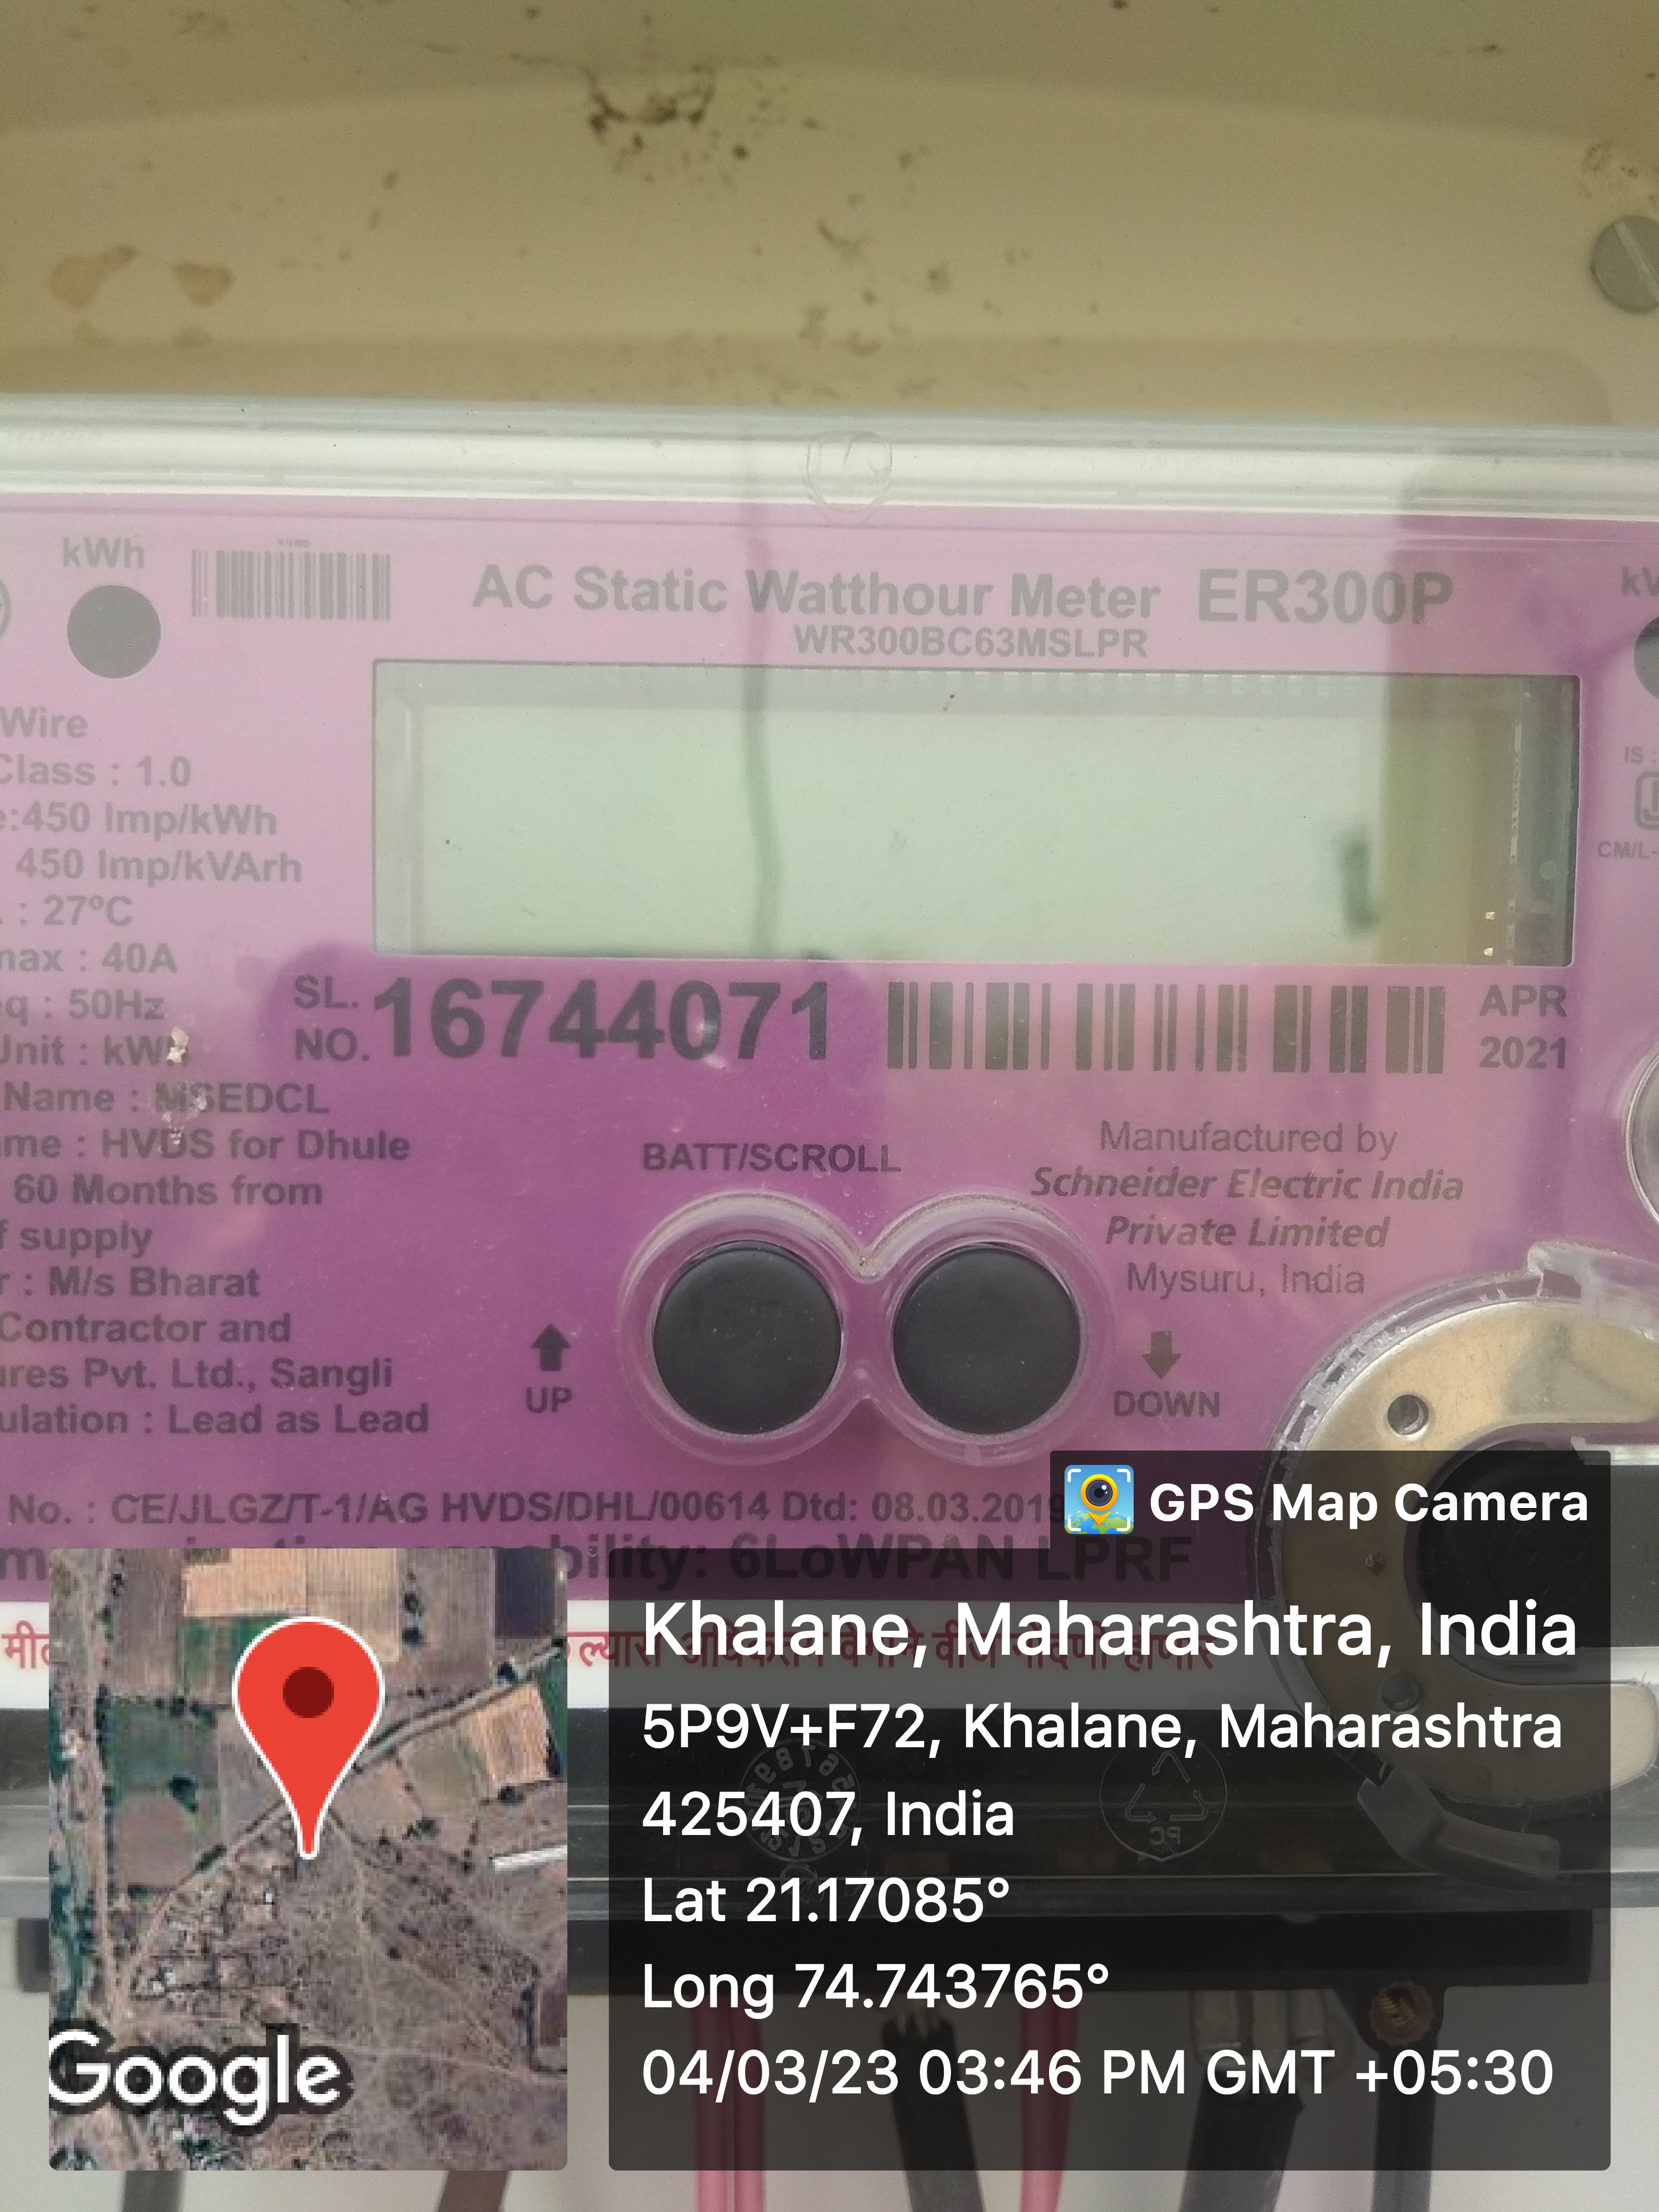 kWh
AC Static Watthour Meter ER300P
WR300BC63MSLPR
Wire
Class : 1.0
e:450 Imp/kWh
450 Imp/kVArh
: 27°C
max : 40A
eq : 50Hz
Unit : kWh
Name : MSEDCL
me : HVDS for Dhule
60 Months from
f supply
r : M/s Bharat
Contractor and
ures Pvt. Ltd., Sangli
ulation : Lead as Lead
SL. NO. 16744071
APR
2021
IS :
CM/L-
BATT/SCROLL
Manufactured by
Schneider Electric India
Private Limited
Mysuru, India
UP
DOWN
No. : CE/JLGZ/T-1/AG HVDS/DHL/00614 Dtd: 08.03.2019
bility: 6LoWPAN LPRF
GPS Map Camera
Khalane, Maharashtra, India
5P9V+F72, Khalane, Maharashtra
425407, India
Lat 21.17085°
Long 74.743765°
04/03/23 03:46 PM GMT +05:30
Google